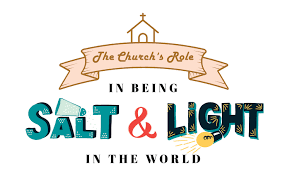 The Church's Role
IN BEING
SALT & LIGHT
IN THE WORLD